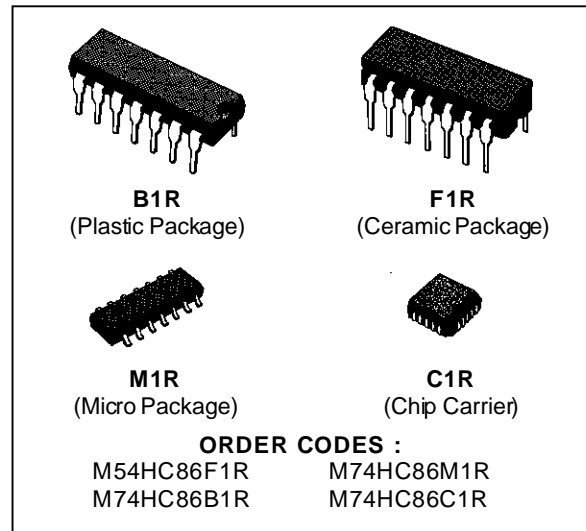 B1R
(Plastic Package)
F1R
(Ceramic Package)
M1R
(Micro Package)
C1R
(Chip Carrier)
ORDER CODES :
M54HC86F1R M74HC86M1R
M74HC86B1R M74HC86C1R